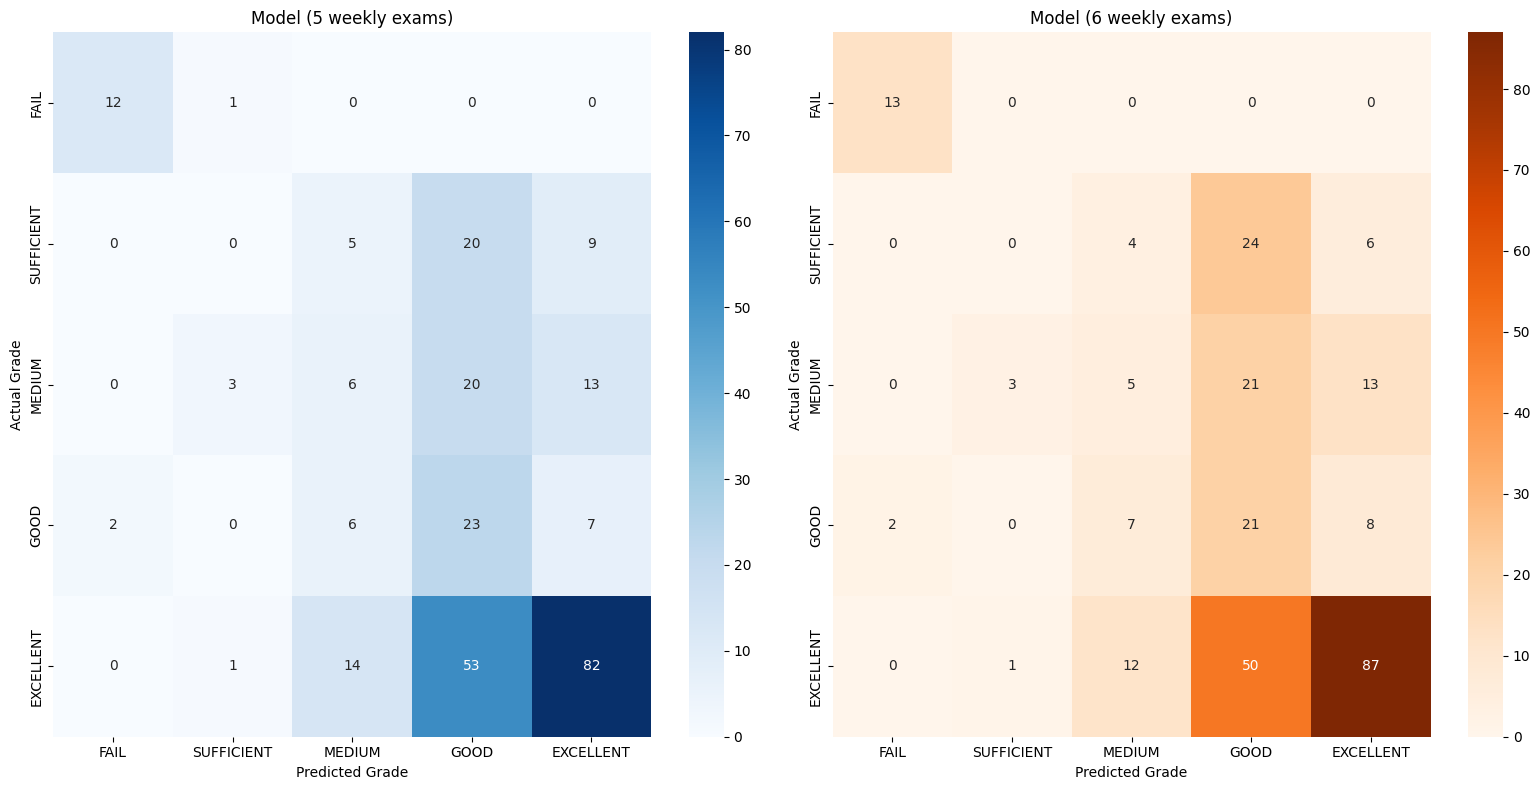 Model (5 weekly exams)
FAIL 12 1 0 0 0
SUFFICIENT 0 0 5 20 9
MEDIUM 0 3 6 20 13
GOOD 2 0 6 23 7
EXCELLENT 0 1 14 53 82
FAIL SUFFICIENT MEDIUM GOOD EXCELLENT
Predicted Grade
Actual Grade
80
70
60
50
40
30
20
10
0
Model (6 weekly exams)
FAIL 13 0 0 0 0
SUFFICIENT 0 0 4 24 6
MEDIUM 0 3 5 21 13
GOOD 2 0 7 21 8
EXCELLENT 0 1 12 50 87
FAIL SUFFICIENT MEDIUM GOOD EXCELLENT
Predicted Grade
Actual Grade
80
70
60
50
40
30
20
10
0